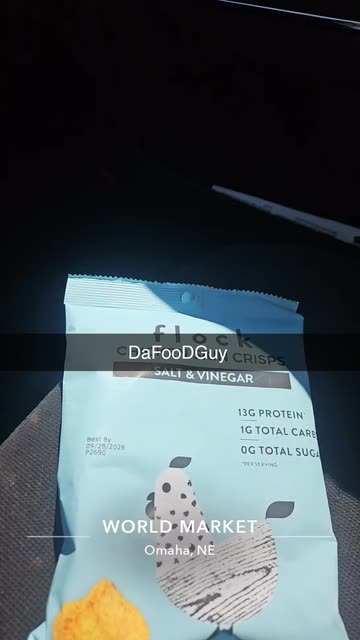 flock
DaFooDGuy
CRISPS
SALT & VINEGAR
13G PROTEIN
1G TOTAL CARB
0G TOTAL SUGA
*PER SERVING
Best By
09/28/2026
P269G
WORLD MARKET
Omaha, NE